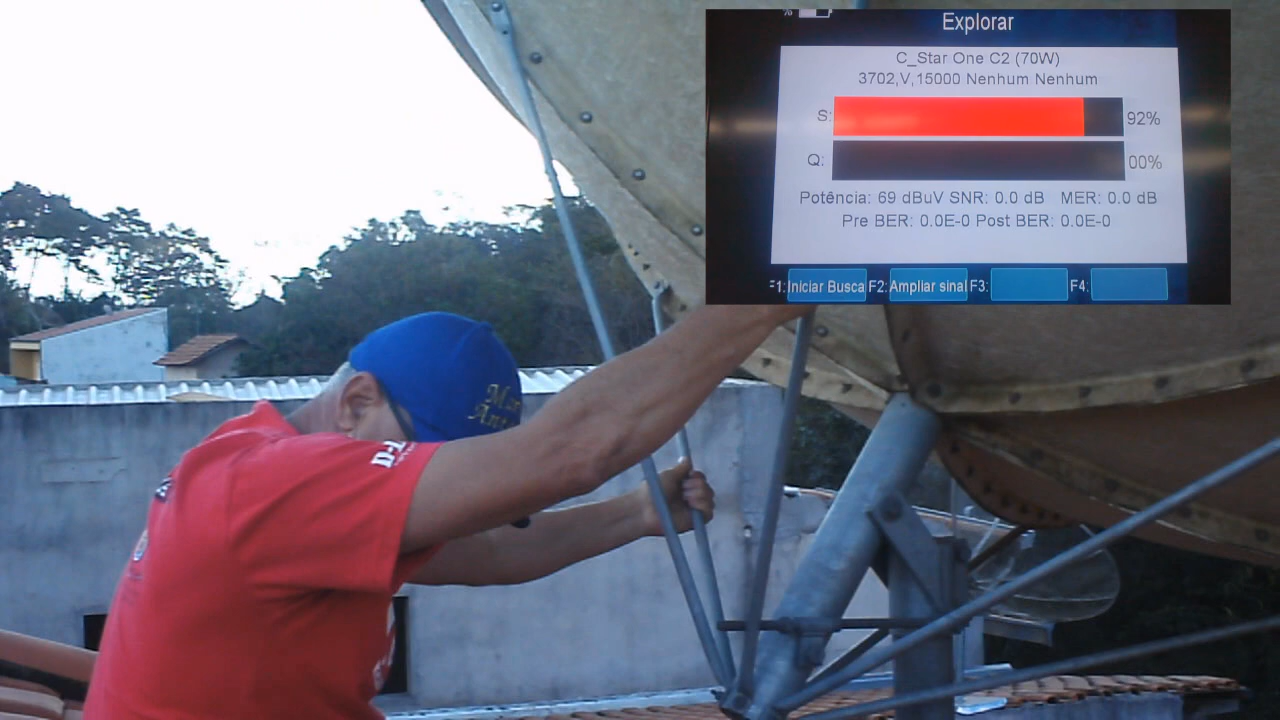 %
Explorar
C_Star One C2 (70W)
3702,V,15000 Nenhum Nenhum
S: 92%
Q: 00%
Potência: 69 dBuV SNR: 0.0 dB MER: 0.0 dB
Pre BER: 0.0E-0 Post BER: 0.0E-0
F1: Iniciar Busca F2: Ampliar sinal F3: F4: